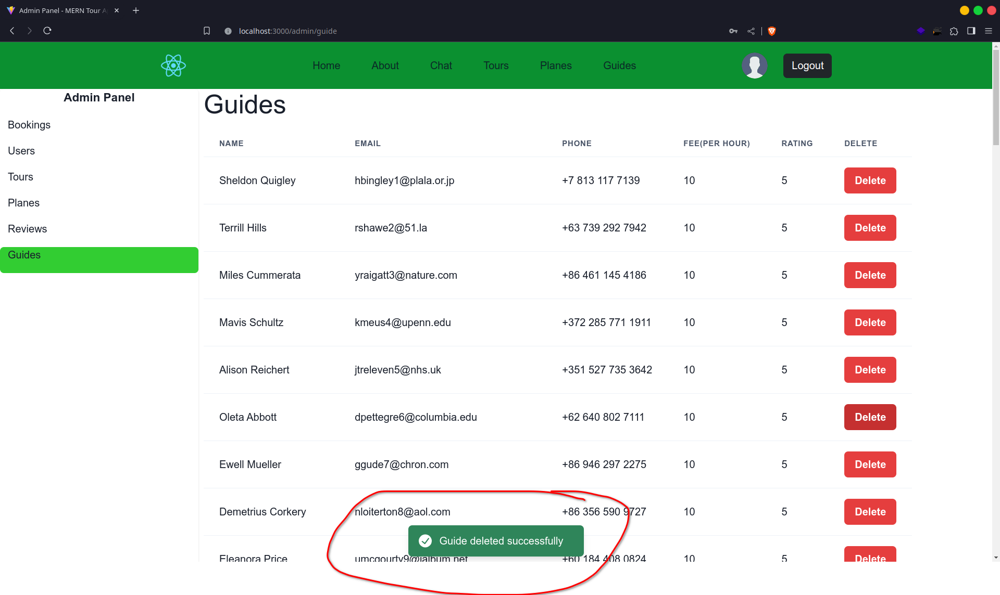 Admin Panel - MERN Tour A
localhost:3000/admin/guide
Home About Chat Tours Planes Guides Logout
Admin Panel
Bookings
Users
Tours
Planes
Reviews
Guides
Guides
NAME EMAIL PHONE FEE(PER HOUR) RATING DELETE
Sheldon Quigley hbingley1@plala.or.jp +7 813 117 7139 10 5 Delete
Terrill Hills rshawe2@51.la +63 739 292 7942 10 5 Delete
Miles Cummerata yraigatt3@nature.com +86 461 145 4186 10 5 Delete
Mavis Schultz kmeus4@upenn.edu +372 285 771 1911 10 5 Delete
Alison Reichert jtreleven5@nhs.uk +351 527 735 3642 10 5 Delete
Oleta Abbott dpettegre6@columbia.edu +62 640 802 7111 10 5 Delete
Ewell Mueller ggude7@chron.com +86 946 297 2275 10 5 Delete
Demetrius Corkery nloiterton8@aol.com +86 356 590 9727 10 5 Delete
Guide deleted successfully
Eleanora Price umcgourty9@jalbum.net +60 184 408 0824 10 5 Delete